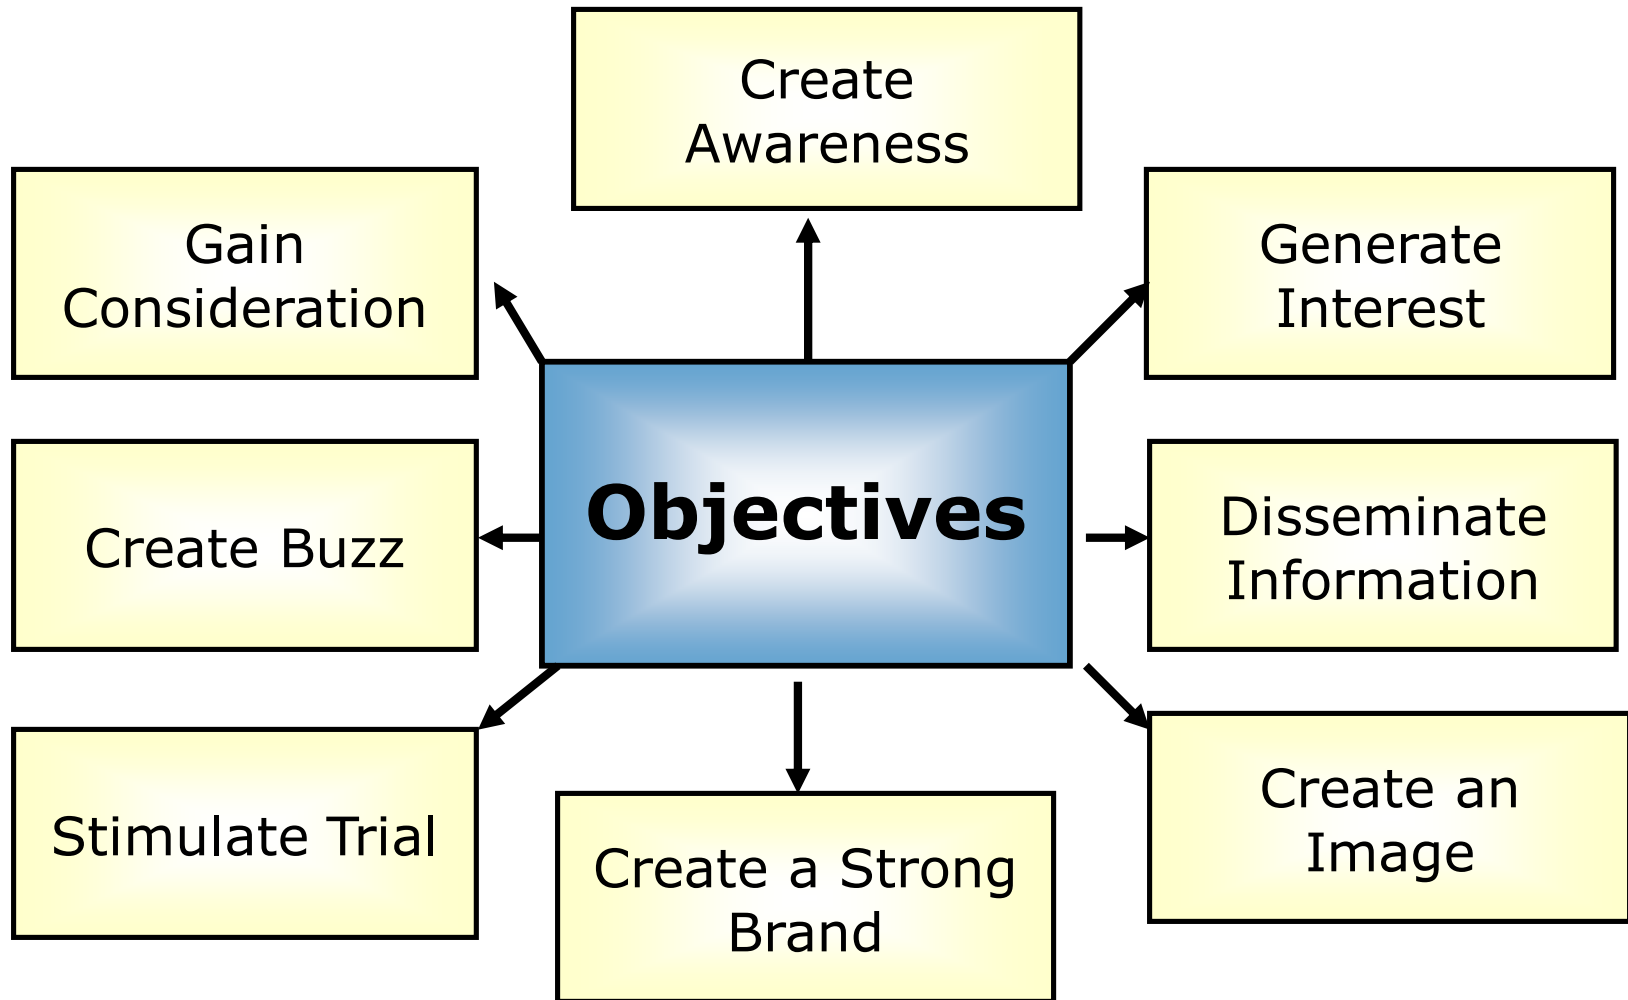 Create
Awareness
Gain
Consideration
Generate
Interest
Objectives
Create Buzz
Disseminate
Information
Stimulate Trial
Create a Strong
Brand
Create an
Image